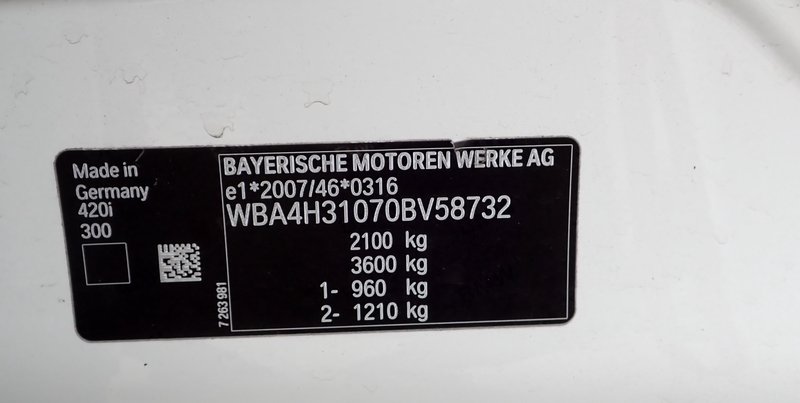 Made in
Germany
420i
300
7 263 981
BAYERISCHE MOTOREN WERKE AG
e1*2007/46*0316
WBA4H31070BV58732
2100 kg
3600 kg
1- 960 kg
2- 1210 kg